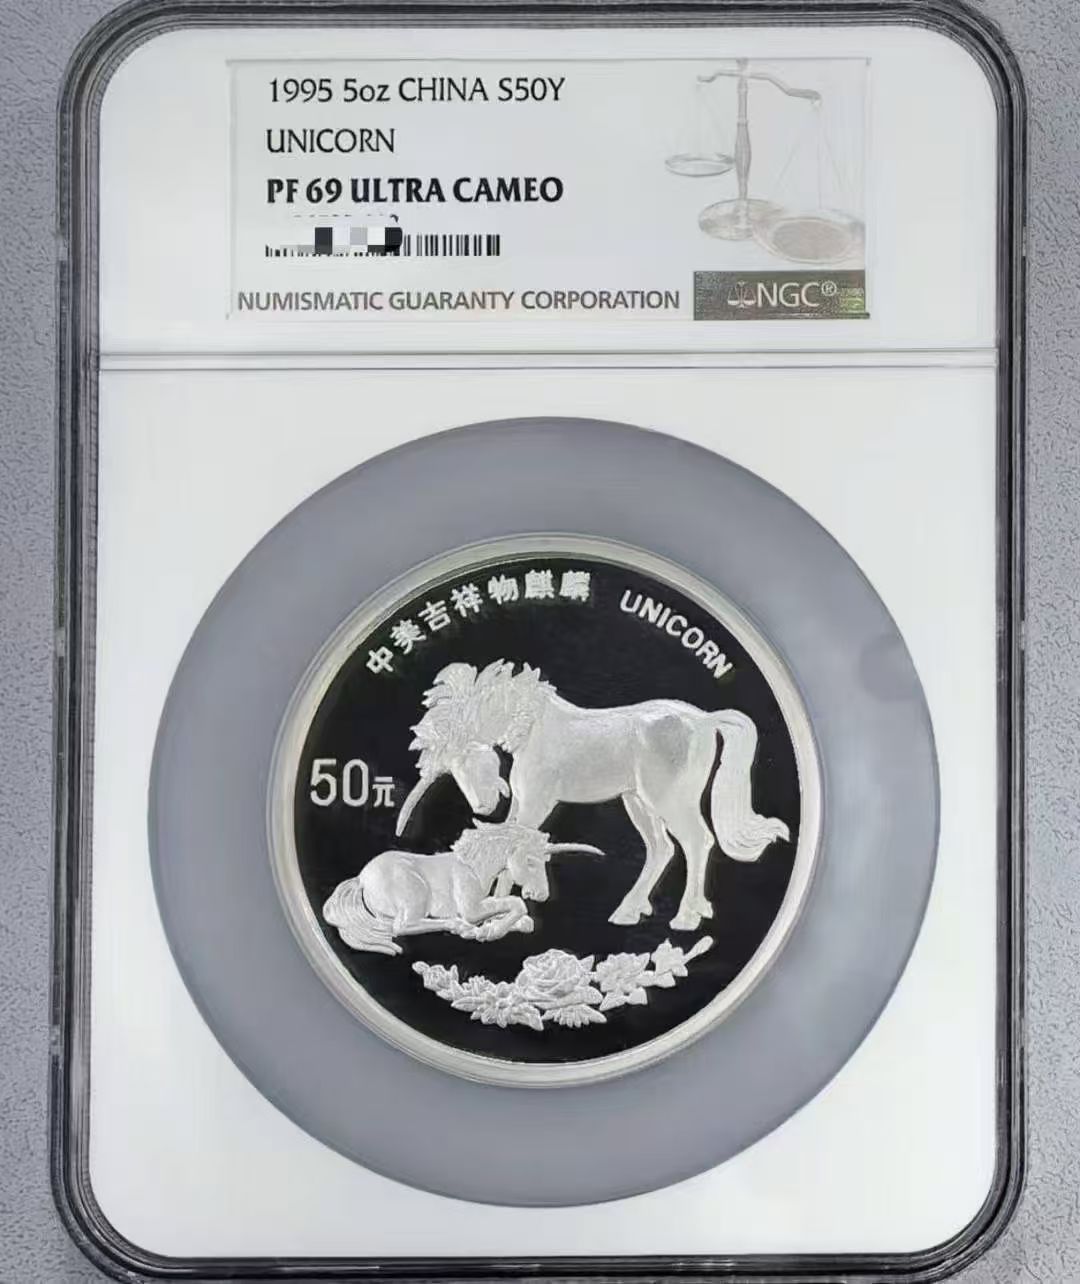 1995 5oz CHINA S50Y
UNICORN
PF 69 ULTRA CAMEO
NUMISMATIC GUARANTY CORPORATION
NGC®
中美吉祥物麒麟 UNICORN
50元